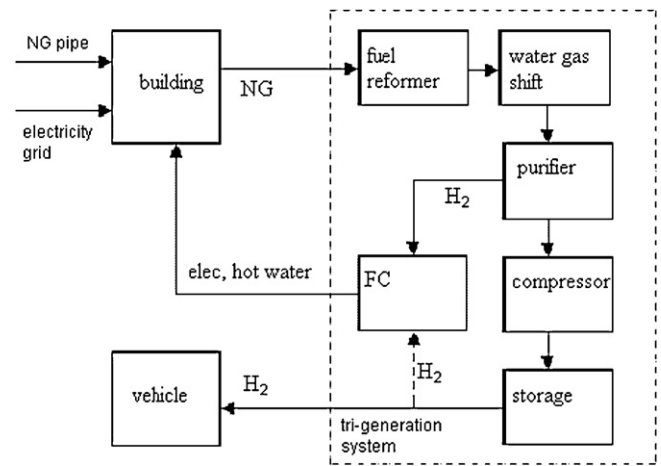 NG pipe
building
electricity
grid
NG
fuel
reformer
water gas
shift
purifier
H₂
FC
elec, hot water
compressor
vehicle
H₂
H₂
storage
tri-generation
system